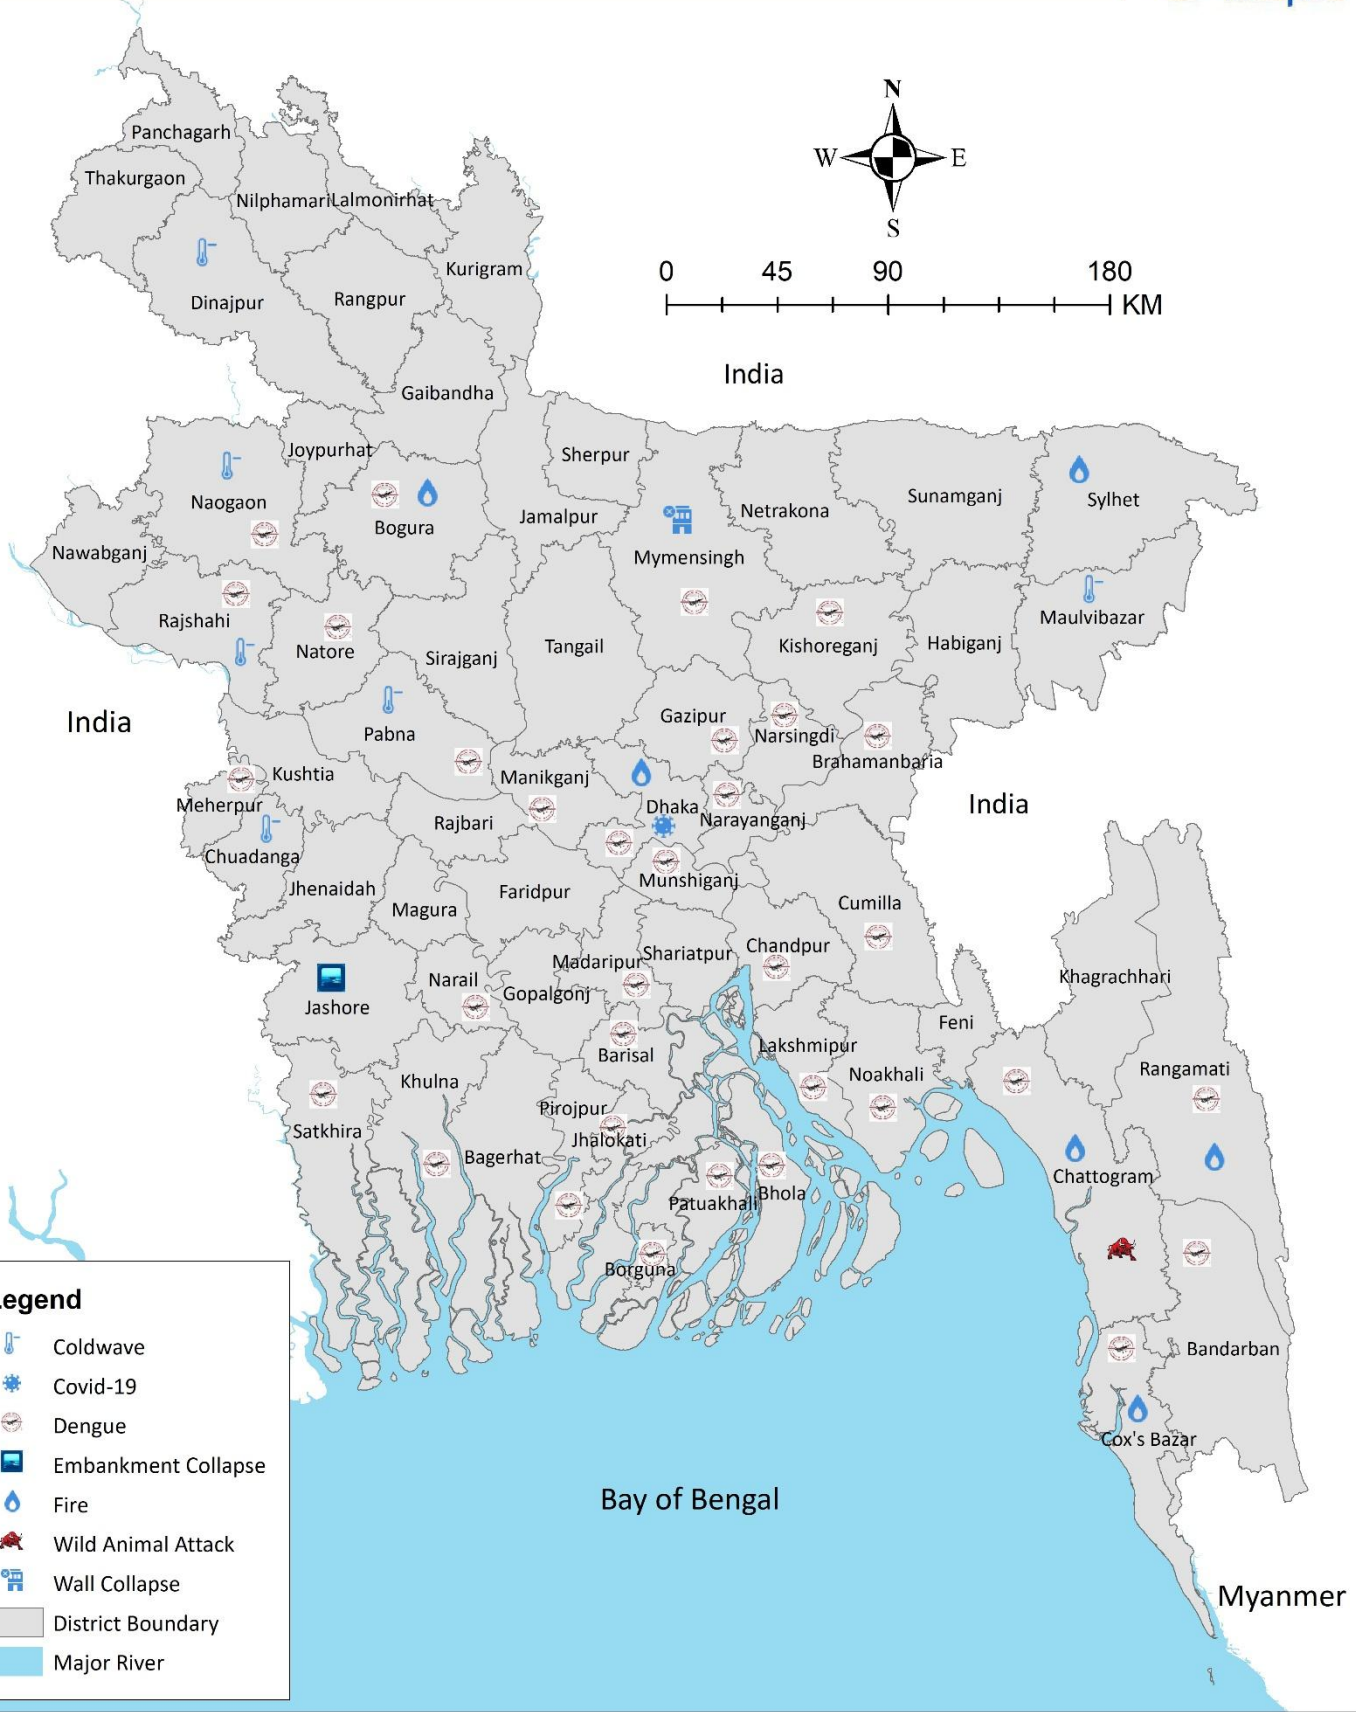 N
W
E
S
0 45 90 180
KM
Panchagarh
Thakurgaon
Nilphamari
Lalmonirhat
Kurigram
Dinajpur
Rangpur
India
Gaibandha
Joypurhat
Sherpur
Naogaon
Bogura
Jamalpur
Netrakona
Sunamganj
Sylhet
Nawabganj
Mymensingh
Rajshahi
Natore
Sirajganj
Tangail
Kishoreganj
Habiganj
Maulvibazar
India
Pabna
Gazipur
Narsingdi
Brahamanbaria
Kushtia
Manikganj
Meherpur
Rajbari
Dhaka
Narayanganj
India
Chuadanga
Jhenaidah
Magura
Faridpur
Munshiganj
Cumilla
Madaripur
Shariatpur
Chandpur
Khagrachhari
Jashore
Narail
Gopalgonj
Feni
Barisal
Lakshmipur
Noakhali
Rangamati
Khulna
Pirojpur
Satkhira
Jhalokati
Bagerhat
Patuakhali
Bhola
Chattogram
Borguna
Bandarban
Cox's Bazar
Bay of Bengal
Myanmer
egend
Coldwave
Covid-19
Dengue
Embankment Collapse
Fire
Wild Animal Attack
Wall Collapse
District Boundary
Major River